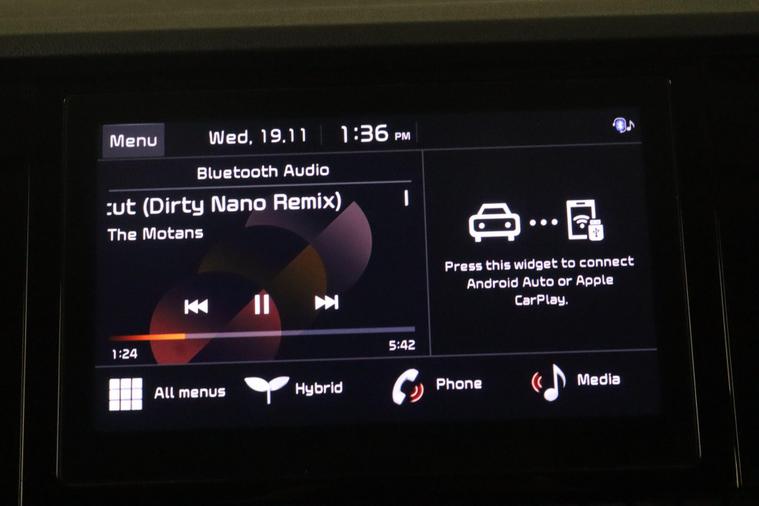 Menu
Wed, 19.11
1:36 PM
Bluetooth Audio
(Dirty Nano Remix)
The Motans
1:24
5:42
Press this widget to connect
Android Auto or Apple
CarPlay.
All menus
Hybrid
Phone
Media